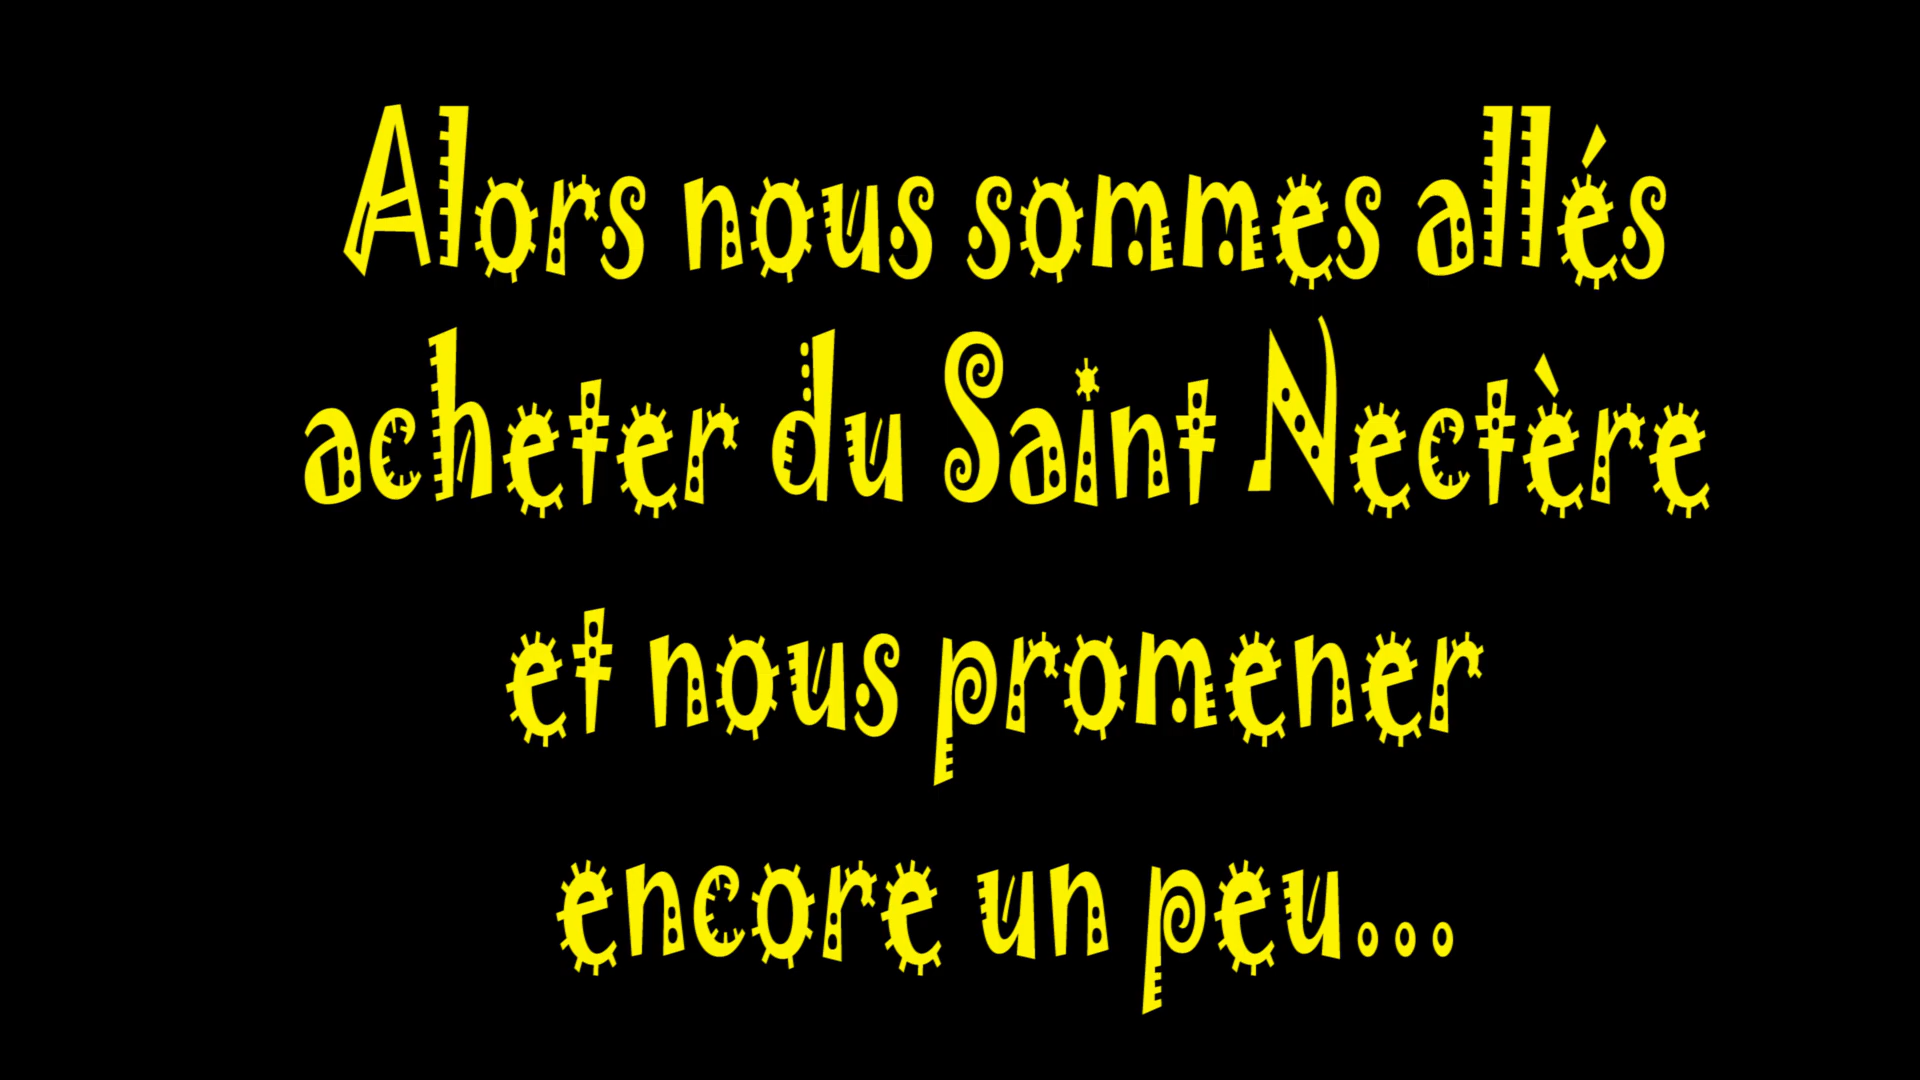 Alors nous sommes allés
acheter du Saint Nectère
et nous promener
encore un peu...